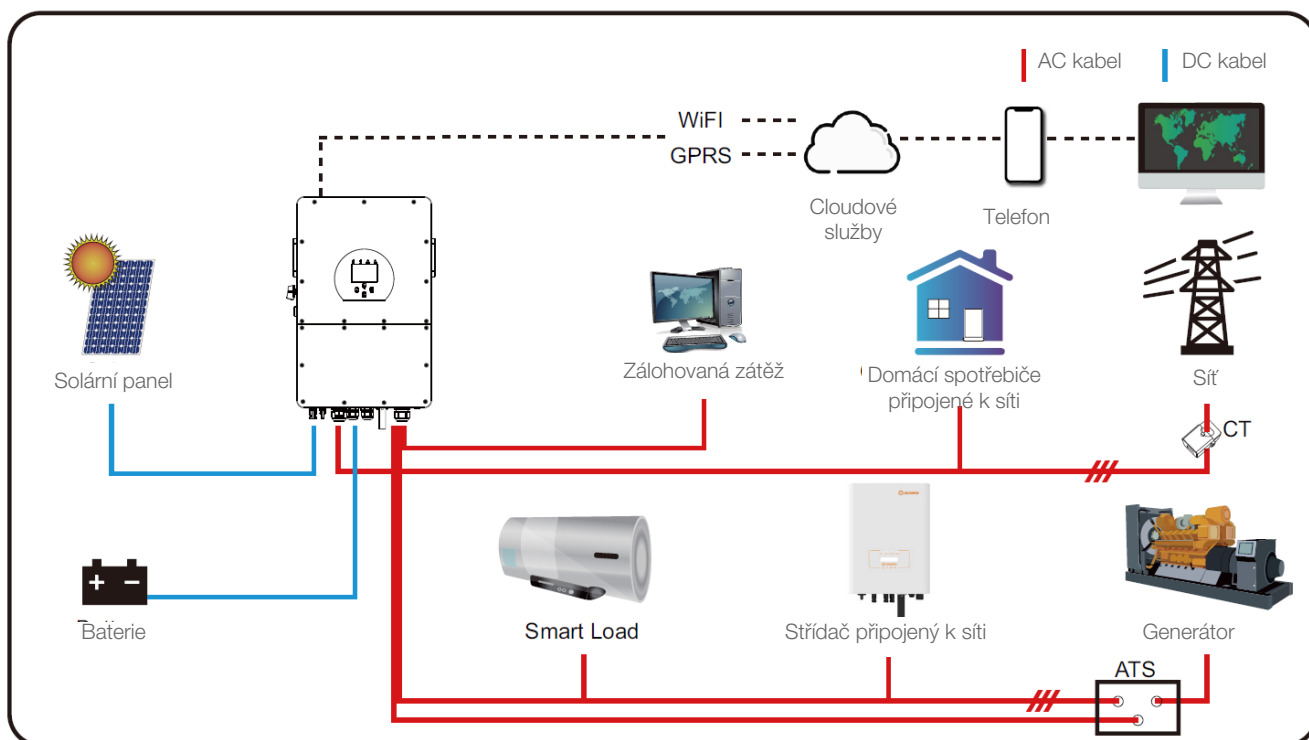 AC kabel
DC kabel
WiFI
GPRS
Cloudové
služby
Telefon
Solární panel
Zálohovaná zátěž
Domácí spotřebiče
připojené k síti
Síť
CT
Baterie
Smart Load
Střídač připojený k síti
Generátor
ATS